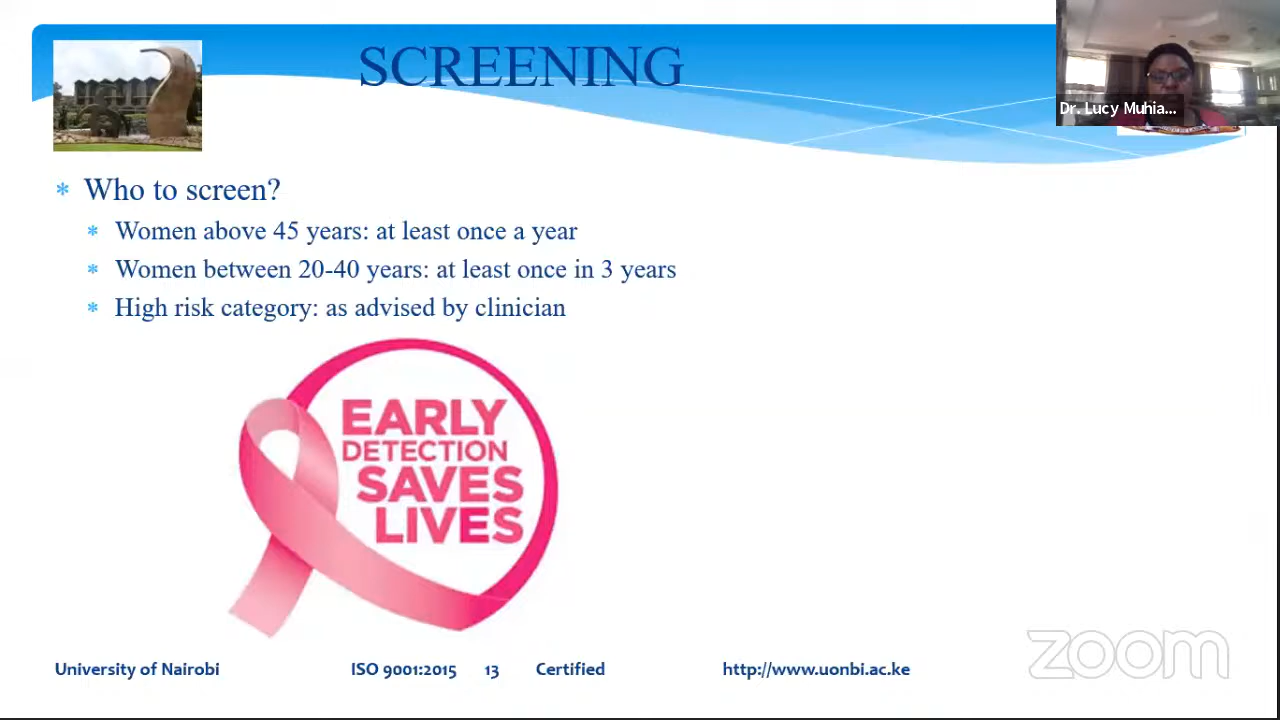 SCREENING
Dr. Lucy Muhia...
* Who to screen?
* Women above 45 years: at least once a year
* Women between 20-40 years: at least once in 3 years
* High risk category: as advised by clinician
EARLY
DETECTION
SAVES
LIVES
University of Nairobi ISO 9001:2015 13 Certified http://www.uonbi.ac.ke
zoom